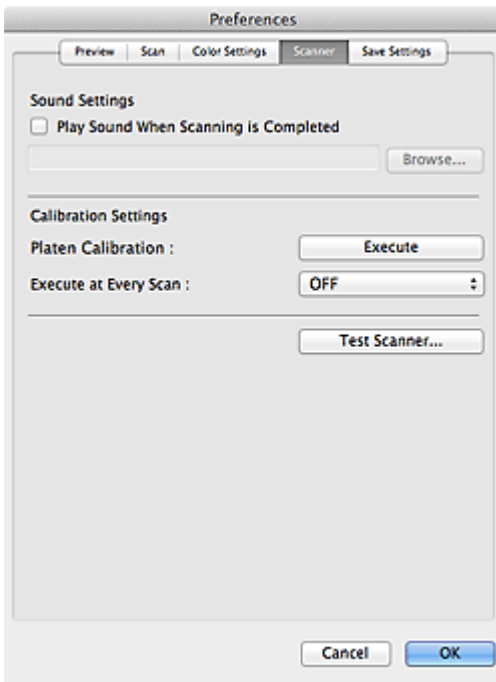 Preferences
Preview Scan Color Settings Scanner Save Settings
Sound Settings
Play Sound When Scanning is Completed
Browse...
Calibration Settings
Platen Calibration : Execute
Execute at Every Scan : OFF
Test Scanner...
Cancel OK